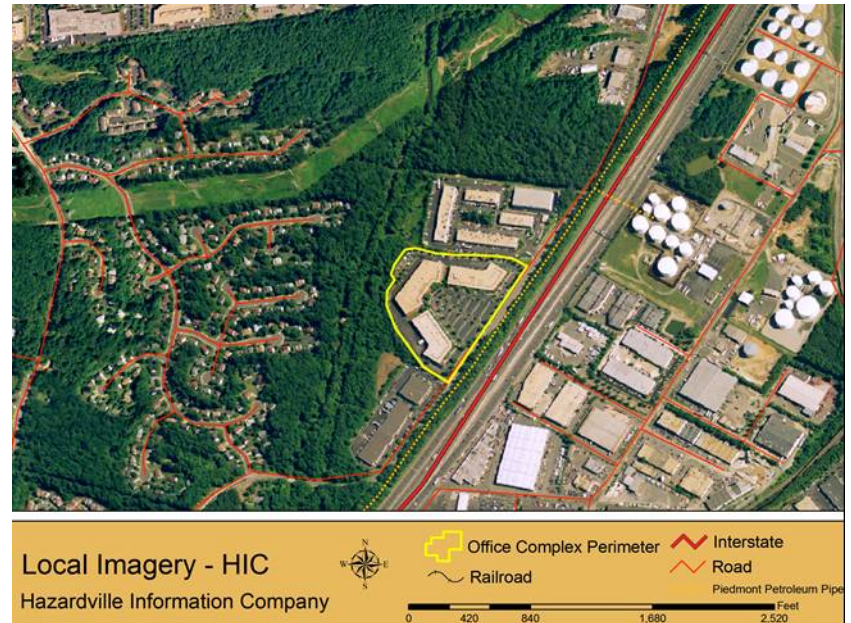 Local Imagery - HIC
Hazardville Information Company
N
W
E
S
Office Complex Perimeter
Railroad
Interstate
Road
Piedmont Petroleum Pipe
Feet
0 420 840 1,680 2,520